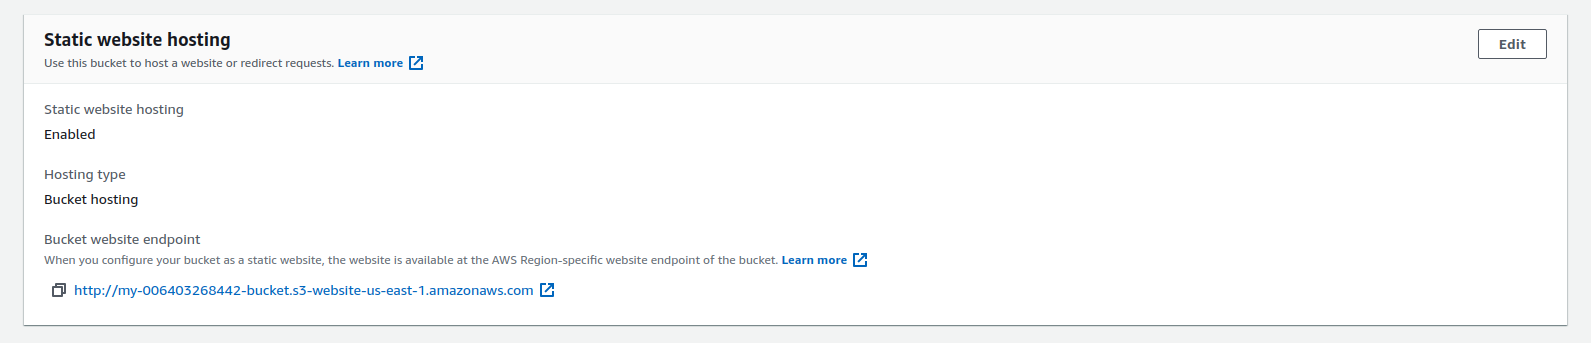 Static website hosting
Edit
Use this bucket to host a website or redirect requests. Learn more
Static website hosting
Enabled
Hosting type
Bucket hosting
Bucket website endpoint
When you configure your bucket as a static website, the website is available at the AWS Region-specific website endpoint of the bucket. Learn more
http://my-006403268442-bucket.s3-website-us-east-1.amazonaws.com